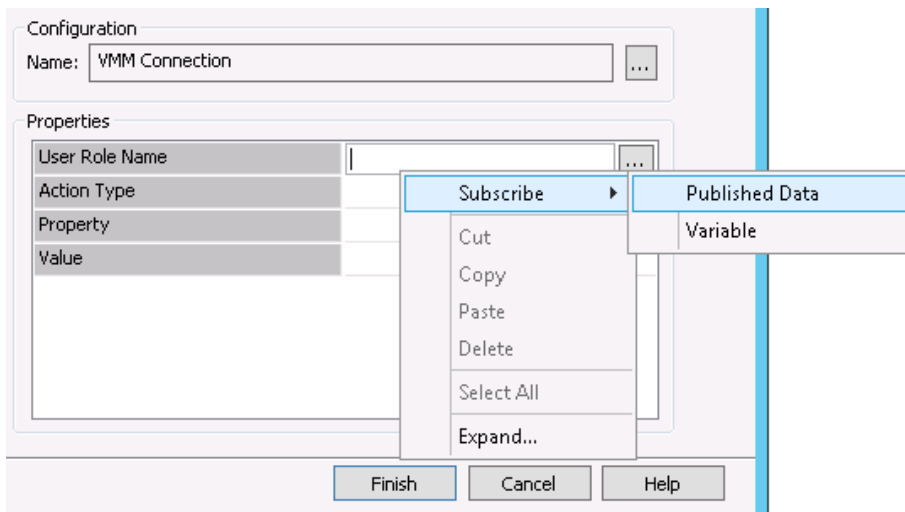 Configuration
Name: VMM Connection ...
Properties
User Role Name ...
Action Type
Property
Value
Subscribe
Cut
Copy
Paste
Delete
Select All
Expand...
Published Data
Variable
Finish Cancel Help